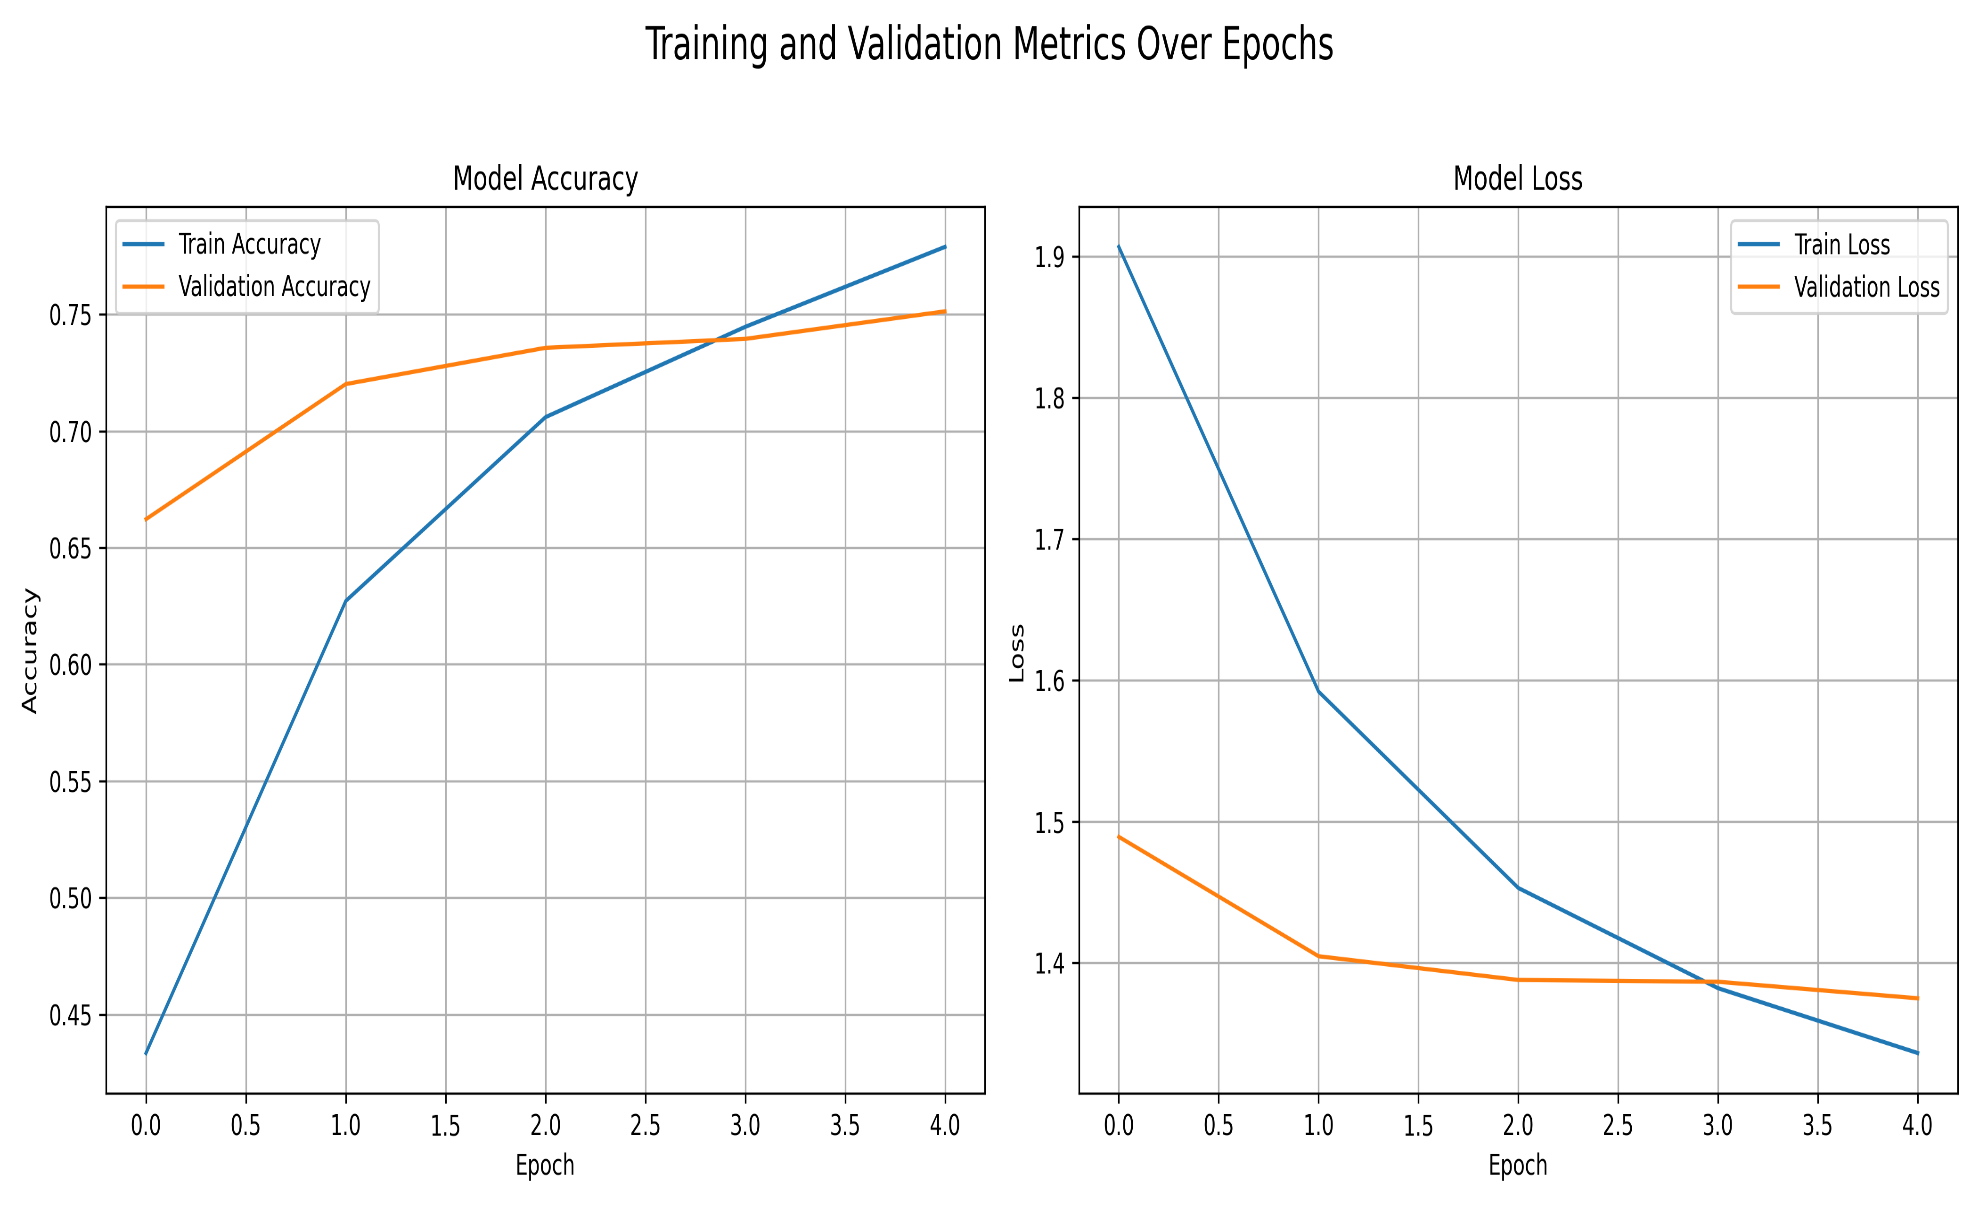 Training and Validation Metrics Over Epochs
Model Accuracy
Train Accuracy
Validation Accuracy
0.75
0.70
0.65
0.60
0.55
0.50
0.45
Accuracy
0.0 0.5 1.0 1.5 2.0 2.5 3.0 3.5 4.0
Epoch
Model Loss
Train Loss
Validation Loss
1.9
1.8
1.7
1.6
1.5
1.4
Loss
0.0 0.5 1.0 1.5 2.0 2.5 3.0 3.5 4.0
Epoch